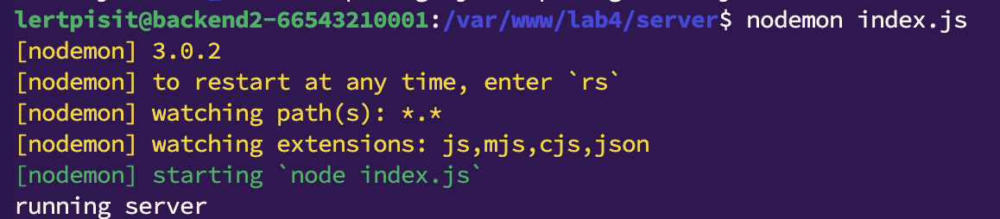 lertpisit@backend2-66543210001:/var/www/lab4/server$ nodemon index.js
[nodemon] 3.0.2
[nodemon] to restart at any time, enter `rs`
[nodemon] watching path(s): *.*
[nodemon] watching extensions: js,mjs,cjs,json
[nodemon] starting `node index.js`
running server